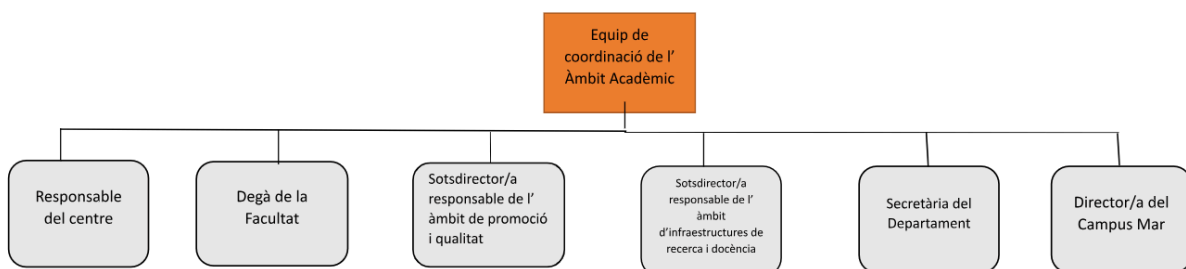 Equip de
coordinació de l’
Àmbit Acadèmic
Responsable
del centre
Degà de la
Facultat
Sotsdirector/a
responsable de l’
àmbit de promoció
i qualitat
Sotsdirector/a
responsable de l’
àmbit
d’infraestructures de
recerca i docència
Secretària del
Departament
Director/a del
Campus Mar